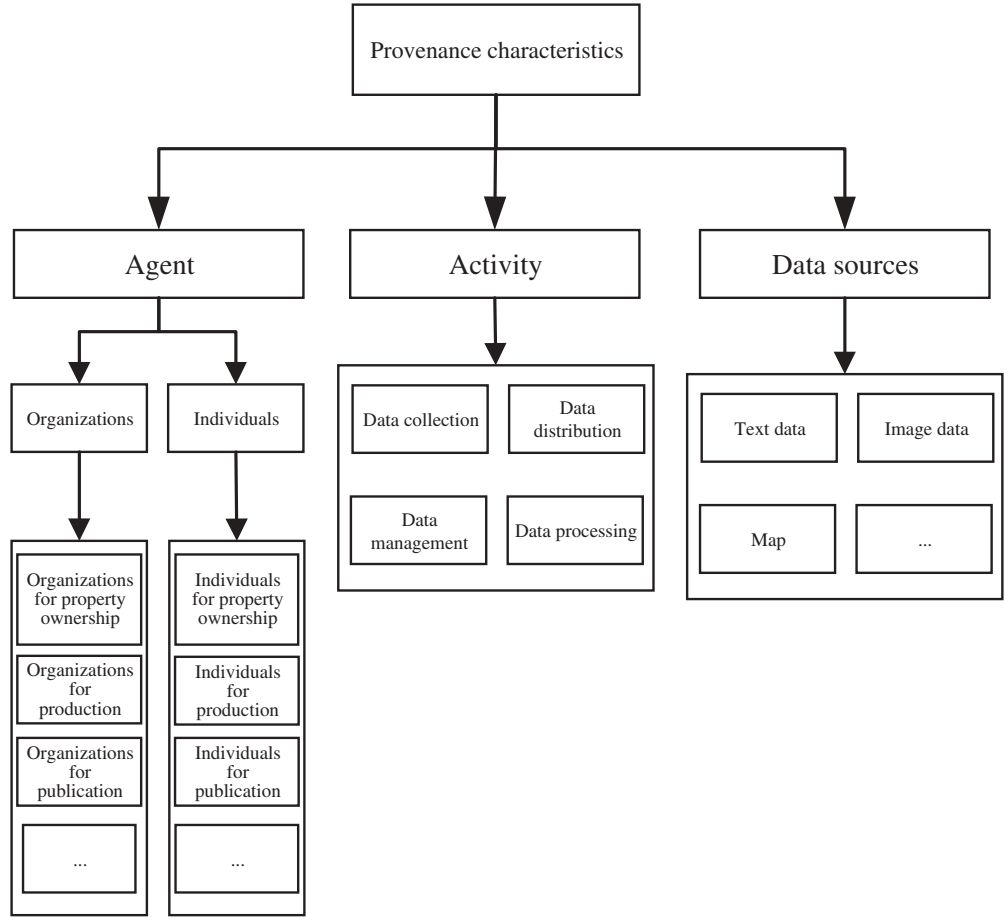 Provenance characteristics
Agent
Activity
Data sources
Organizations
Individuals
Organizations
for property
ownership
Organizations
for
production
Organizations
for
publication
...
Individuals
for property
ownership
Individuals
for
production
Individuals
for
publication
...
Data collection
Data
distribution
Data
management
Data processing
Text data
Image data
Map
...